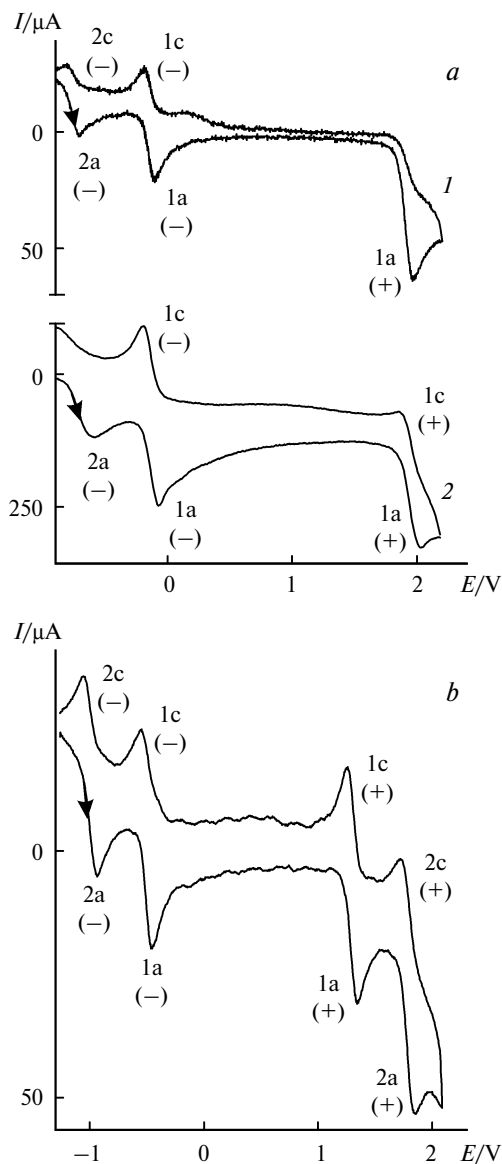 I/μA
2c
(−)
1c
(−)
a
0
2a
(−)
1a
(−)
1
50
1a
(+)
1c
(−)
0
1c
(+)
2a
(−)
1a
(−)
1a
(+)
2
250
0 1 2 E/V
I/μA
2c
(−)
1c
(−)
b
1c
(+)
0
2c
(+)
2a
(−)
1a
(−)
1a
(+)
50
2a
(+)
−1 0 1 2 E/V